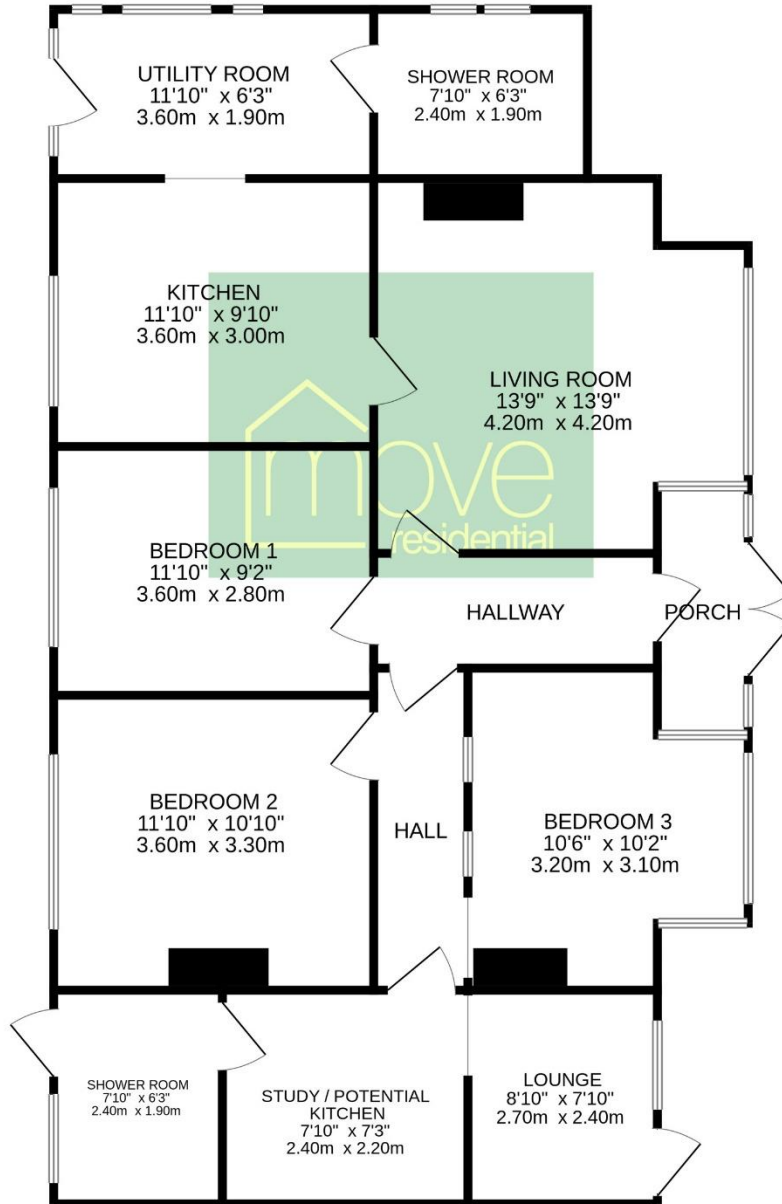 UTILITY ROOM
11'10" x 6'3"
3.60m x 1.90m
SHOWER ROOM
7'10" x 6'3"
2.40m x 1.90m
KITCHEN
11'10" x 9'10"
3.60m x 3.00m
LIVING ROOM
13'9" x 13'9"
4.20m x 4.20m
move
residential
BEDROOM 1
11'10" x 9'2"
3.60m x 2.80m
HALLWAY
PORCH
BEDROOM 2
11'10" x 10'10"
3.60m x 3.30m
HALL
BEDROOM 3
10'6" x 10'2"
3.20m x 3.10m
SHOWER ROOM
7'10" x 6'3"
2.40m x 1.90m
STUDY / POTENTIAL
KITCHEN
7'10" x 7'3"
2.40m x 2.20m
LOUNGE
8'10" x 7'10"
2.70m x 2.40m